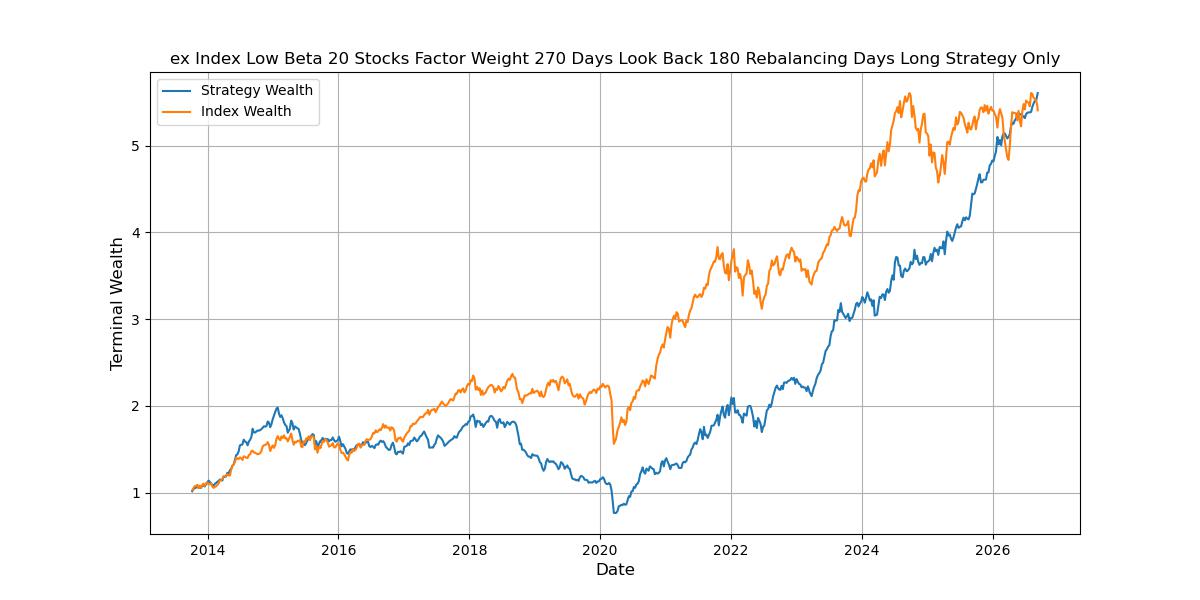 ex Index Low Beta 20 Stocks Factor Weight 270 Days Look Back 180 Rebalancing Days Long Strategy Only
Strategy Wealth
Index Wealth
Terminal Wealth
5
4
3
2
1
2014 2016 2018 2020 2022 2024 2025 2026
Date